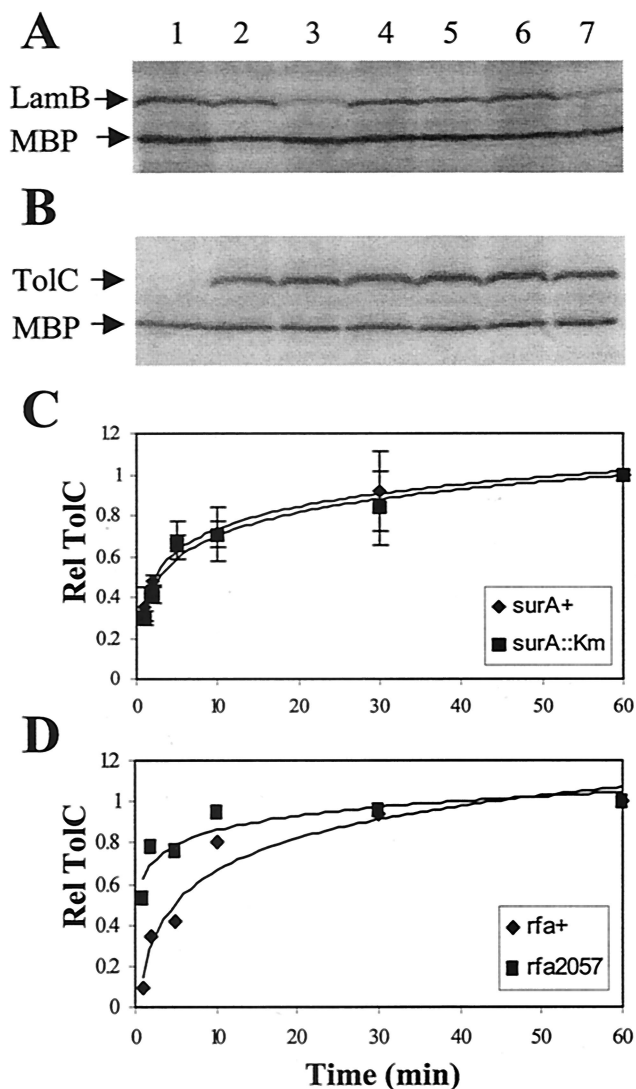 A 1 2 3 4 5 6 7
LamB
MBP
B
TolC
MBP
C
1.2
1
0.8
0.6
0.4
0.2
0
Rel TolC
surA+
surA::Km
0 10 20 30 40 50 60
D
1.2
1
0.8
0.6
0.4
0.2
0
Rel TolC
rfa+
rfa2057
0 10 20 30 40 50 60
Time (min)